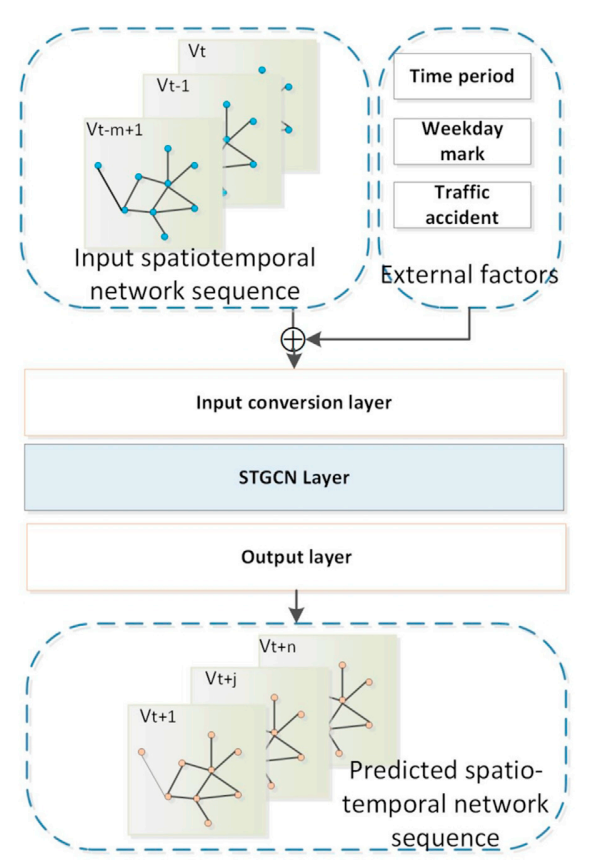 Vt
Vt-1
Vt-m+1
Input spatiotemporal
network sequence
Time period
Weekday
mark
Traffic
accident
External factors
Input conversion layer
STGCN Layer
Output layer
Vt+n
Vt+j
Vt+1
Predicted spatio-
temporal network
sequence